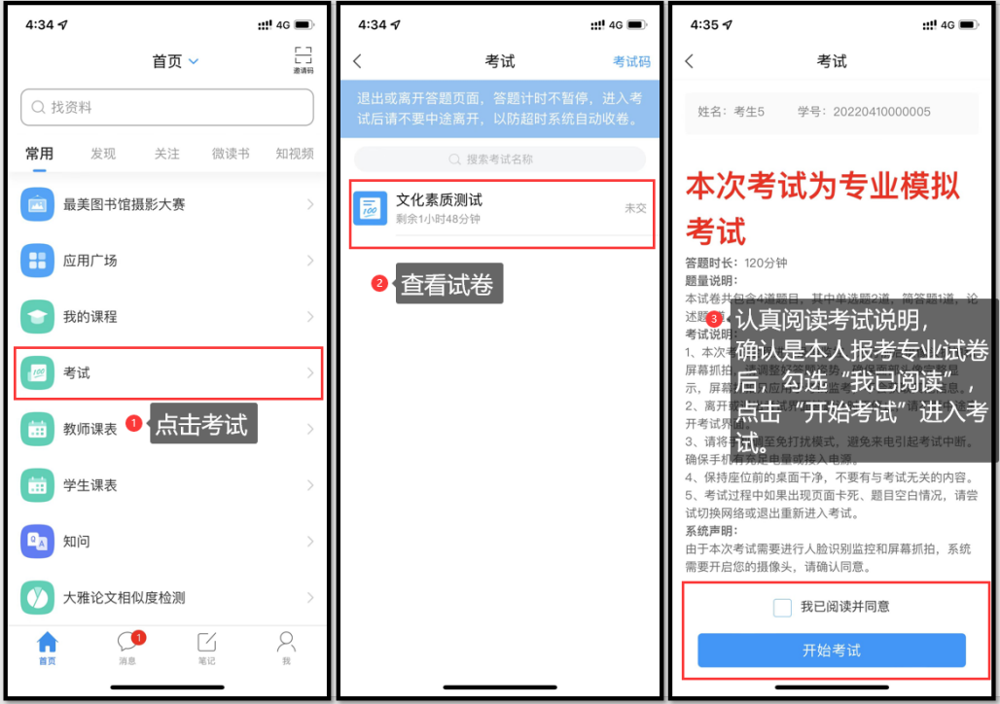 4:34
4G
首页
邀请码
找资料
常用
发现
关注
微读书
知视频
最美图书馆摄影大赛
应用广场
我的课程
考试
教师课表
学生课表
知问
大雅论文相似度检测
1 点击考试
首页
1
消息
笔记
我
4:34
4G
考试
考试码
退出或离开答题页面，答题计时不暂停，进入考
试后请不要中途离开，以防超时系统自动收卷。
搜索考试名称
文化素质测试
剩余1小时48分钟
未交
2 查看试卷
4:35
4G
考试
姓名：考生5 学号：20220410000005
本次考试为专业模拟
考试
答题时长：120分钟
题量说明：
本试卷共包含4道题目，其中单选题2道，简答题1道，论
述题
考试说明：
1、本次考
屏幕抓拍，
示，屏幕
2、离开或
开考试界面。
3、请将手机调至免打扰模式，避免来电引起考试中断。
确保手机有充足电量或接入电源。
4、保持座位前的桌面干净，不要有与考试无关的内容。
5、考试过程中如果出现页面卡死、题目空白情况，请尝
试切换网络或退出重新进入考试。
系统声明：
由于本次考试需要进行人脸识别监控和屏幕抓拍，系统
需要开启您的摄像头，请确认同意。
3 认真阅读考试说明，
确认是本人报考专业试卷
后，勾选“我已阅读”，
点击“开始考试”进入考
试。
我已阅读并同意
开始考试